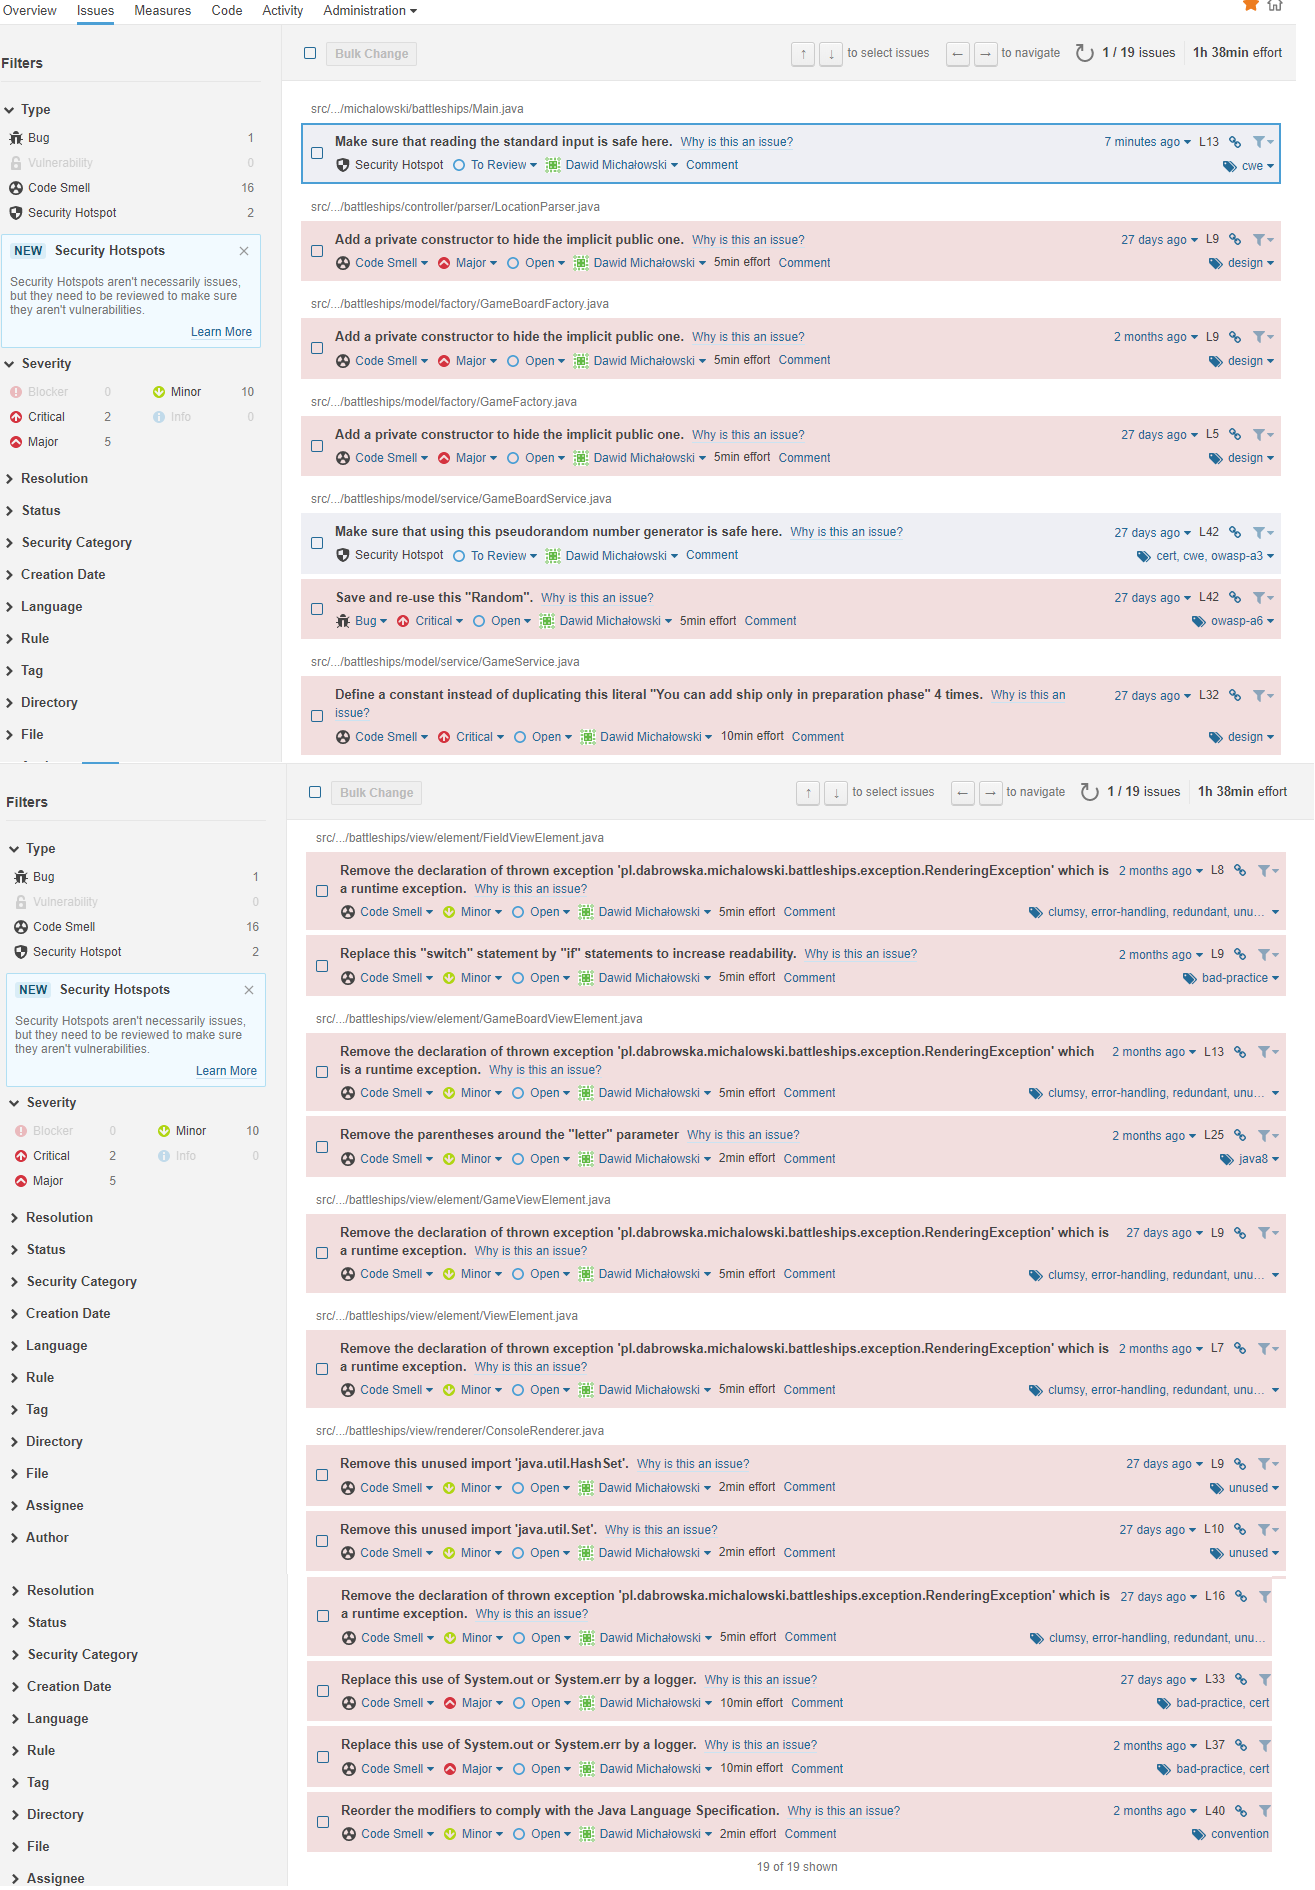 Overview Issues Measures Code Activity Administration
Filters
Type
Bug 1
Vulnerability 0
Code Smell 16
Security Hotspot 2
NEW Security Hotspots
Security Hotspots aren't necessarily issues,
but they need to be reviewed to make sure
they aren't vulnerabilities.
Learn More
Severity
Blocker 0 Minor 10
Critical 2 Info 0
Major 5
Resolution
Status
Security Category
Creation Date
Language
Rule
Tag
Directory
File
Bulk Change ↑ ↓ to select issues ← → to navigate 1 / 19 issues 1h 38min effort
src/.../michalowski/battleships/Main.java
Make sure that reading the standard input is safe here. Why is this an issue? 7 minutes ago L13
Security Hotspot To Review Dawid Michałowski Comment cwe
src/.../battleships/controller/parser/LocationParser.java
Add a private constructor to hide the implicit public one. Why is this an issue? 27 days ago L9
Code Smell Major Open Dawid Michałowski 5min effort Comment design
src/.../battleships/model/factory/GameBoardFactory.java
Add a private constructor to hide the implicit public one. Why is this an issue? 2 months ago L9
Code Smell Major Open Dawid Michałowski 5min effort Comment design
src/.../battleships/model/factory/GameFactory.java
Add a private constructor to hide the implicit public one. Why is this an issue? 27 days ago L5
Code Smell Major Open Dawid Michałowski 5min effort Comment design
src/.../battleships/model/service/GameBoardService.java
Make sure that using this pseudorandom number generator is safe here. Why is this an issue? 27 days ago L42
Security Hotspot To Review Dawid Michałowski Comment cert, cwe, owasp-a3
Save and re-use this "Random". Why is this an issue? 27 days ago L42
Bug Critical Open Dawid Michałowski 5min effort Comment owasp-a6
src/.../battleships/model/service/GameService.java
Define a constant instead of duplicating this literal "You can add ship only in preparation phase" 4 times. Why is this an 27 days ago L32
issue?
Code Smell Critical Open Dawid Michałowski 10min effort Comment design
Filters
Type
Bug 1
Vulnerability 0
Code Smell 16
Security Hotspot 2
NEW Security Hotspots
Security Hotspots aren't necessarily issues,
but they need to be reviewed to make sure
they aren't vulnerabilities.
Learn More
Severity
Blocker 0 Minor 10
Critical 2 Info 0
Major 5
Resolution
Status
Security Category
Creation Date
Language
Rule
Tag
Directory
File
Assignee
Author
Bulk Change ↑ ↓ to select issues ← → to navigate 1 / 19 issues 1h 38min effort
src/.../battleships/view/element/FieldViewElement.java
Remove the declaration of thrown exception 'pl.dabrowska.michalowski.battleships.exception.RenderingException' which is 2 months ago L8
a runtime exception. Why is this an issue?
Code Smell Minor Open Dawid Michałowski 5min effort Comment clumsy, error-handling, redundant, unu...
Replace this "switch" statement by "if" statements to increase readability. Why is this an issue? 2 months ago L9
Code Smell Minor Open Dawid Michałowski 5min effort Comment bad-practice
src/.../battleships/view/element/GameBoardViewElement.java
Remove the declaration of thrown exception 'pl.dabrowska.michalowski.battleships.exception.RenderingException' which 2 months ago L13
is a runtime exception. Why is this an issue?
Code Smell Minor Open Dawid Michałowski 5min effort Comment clumsy, error-handling, redundant, unu...
Remove the parentheses around the "letter" parameter Why is this an issue? 2 months ago L25
Code Smell Minor Open Dawid Michałowski 2min effort Comment java8
src/.../battleships/view/element/GameViewElement.java
Remove the declaration of thrown exception 'pl.dabrowska.michalowski.battleships.exception.RenderingException' which is 27 days ago L9
a runtime exception. Why is this an issue?
Code Smell Minor Open Dawid Michałowski 5min effort Comment clumsy, error-handling, redundant, unu...
src/.../battleships/view/element/ViewElement.java
Remove the declaration of thrown exception 'pl.dabrowska.michalowski.battleships.exception.RenderingException' which is 2 months ago L7
a runtime exception. Why is this an issue?
Code Smell Minor Open Dawid Michałowski 5min effort Comment clumsy, error-handling, redundant, unu...
src/.../battleships/view/renderer/ConsoleRenderer.java
Remove this unused import 'java.util.HashSet'. Why is this an issue? 27 days ago L9
Code Smell Minor Open Dawid Michałowski 2min effort Comment unused
Remove this unused import 'java.util.Set'. Why is this an issue? 27 days ago L10
Code Smell Minor Open Dawid Michałowski 2min effort Comment unused
Resolution
Status
Security Category
Creation Date
Language
Rule
Tag
Directory
File
Assignee
Remove the declaration of thrown exception 'pl.dabrowska.michalowski.battleships.exception.RenderingException' which is 27 days ago L16
a runtime exception. Why is this an issue?
Code Smell Minor Open Dawid Michałowski 5min effort Comment clumsy, error-handling, redundant, unu...
Replace this use of System.out or System.err by a logger. Why is this an issue? 27 days ago L33
Code Smell Major Open Dawid Michałowski 10min effort Comment bad-practice, cert
Replace this use of System.out or System.err by a logger. Why is this an issue? 2 months ago L37
Code Smell Major Open Dawid Michałowski 10min effort Comment bad-practice, cert
Reorder the modifiers to comply with the Java Language Specification. Why is this an issue? 2 months ago L40
Code Smell Minor Open Dawid Michałowski 2min effort Comment convention
19 of 19 shown